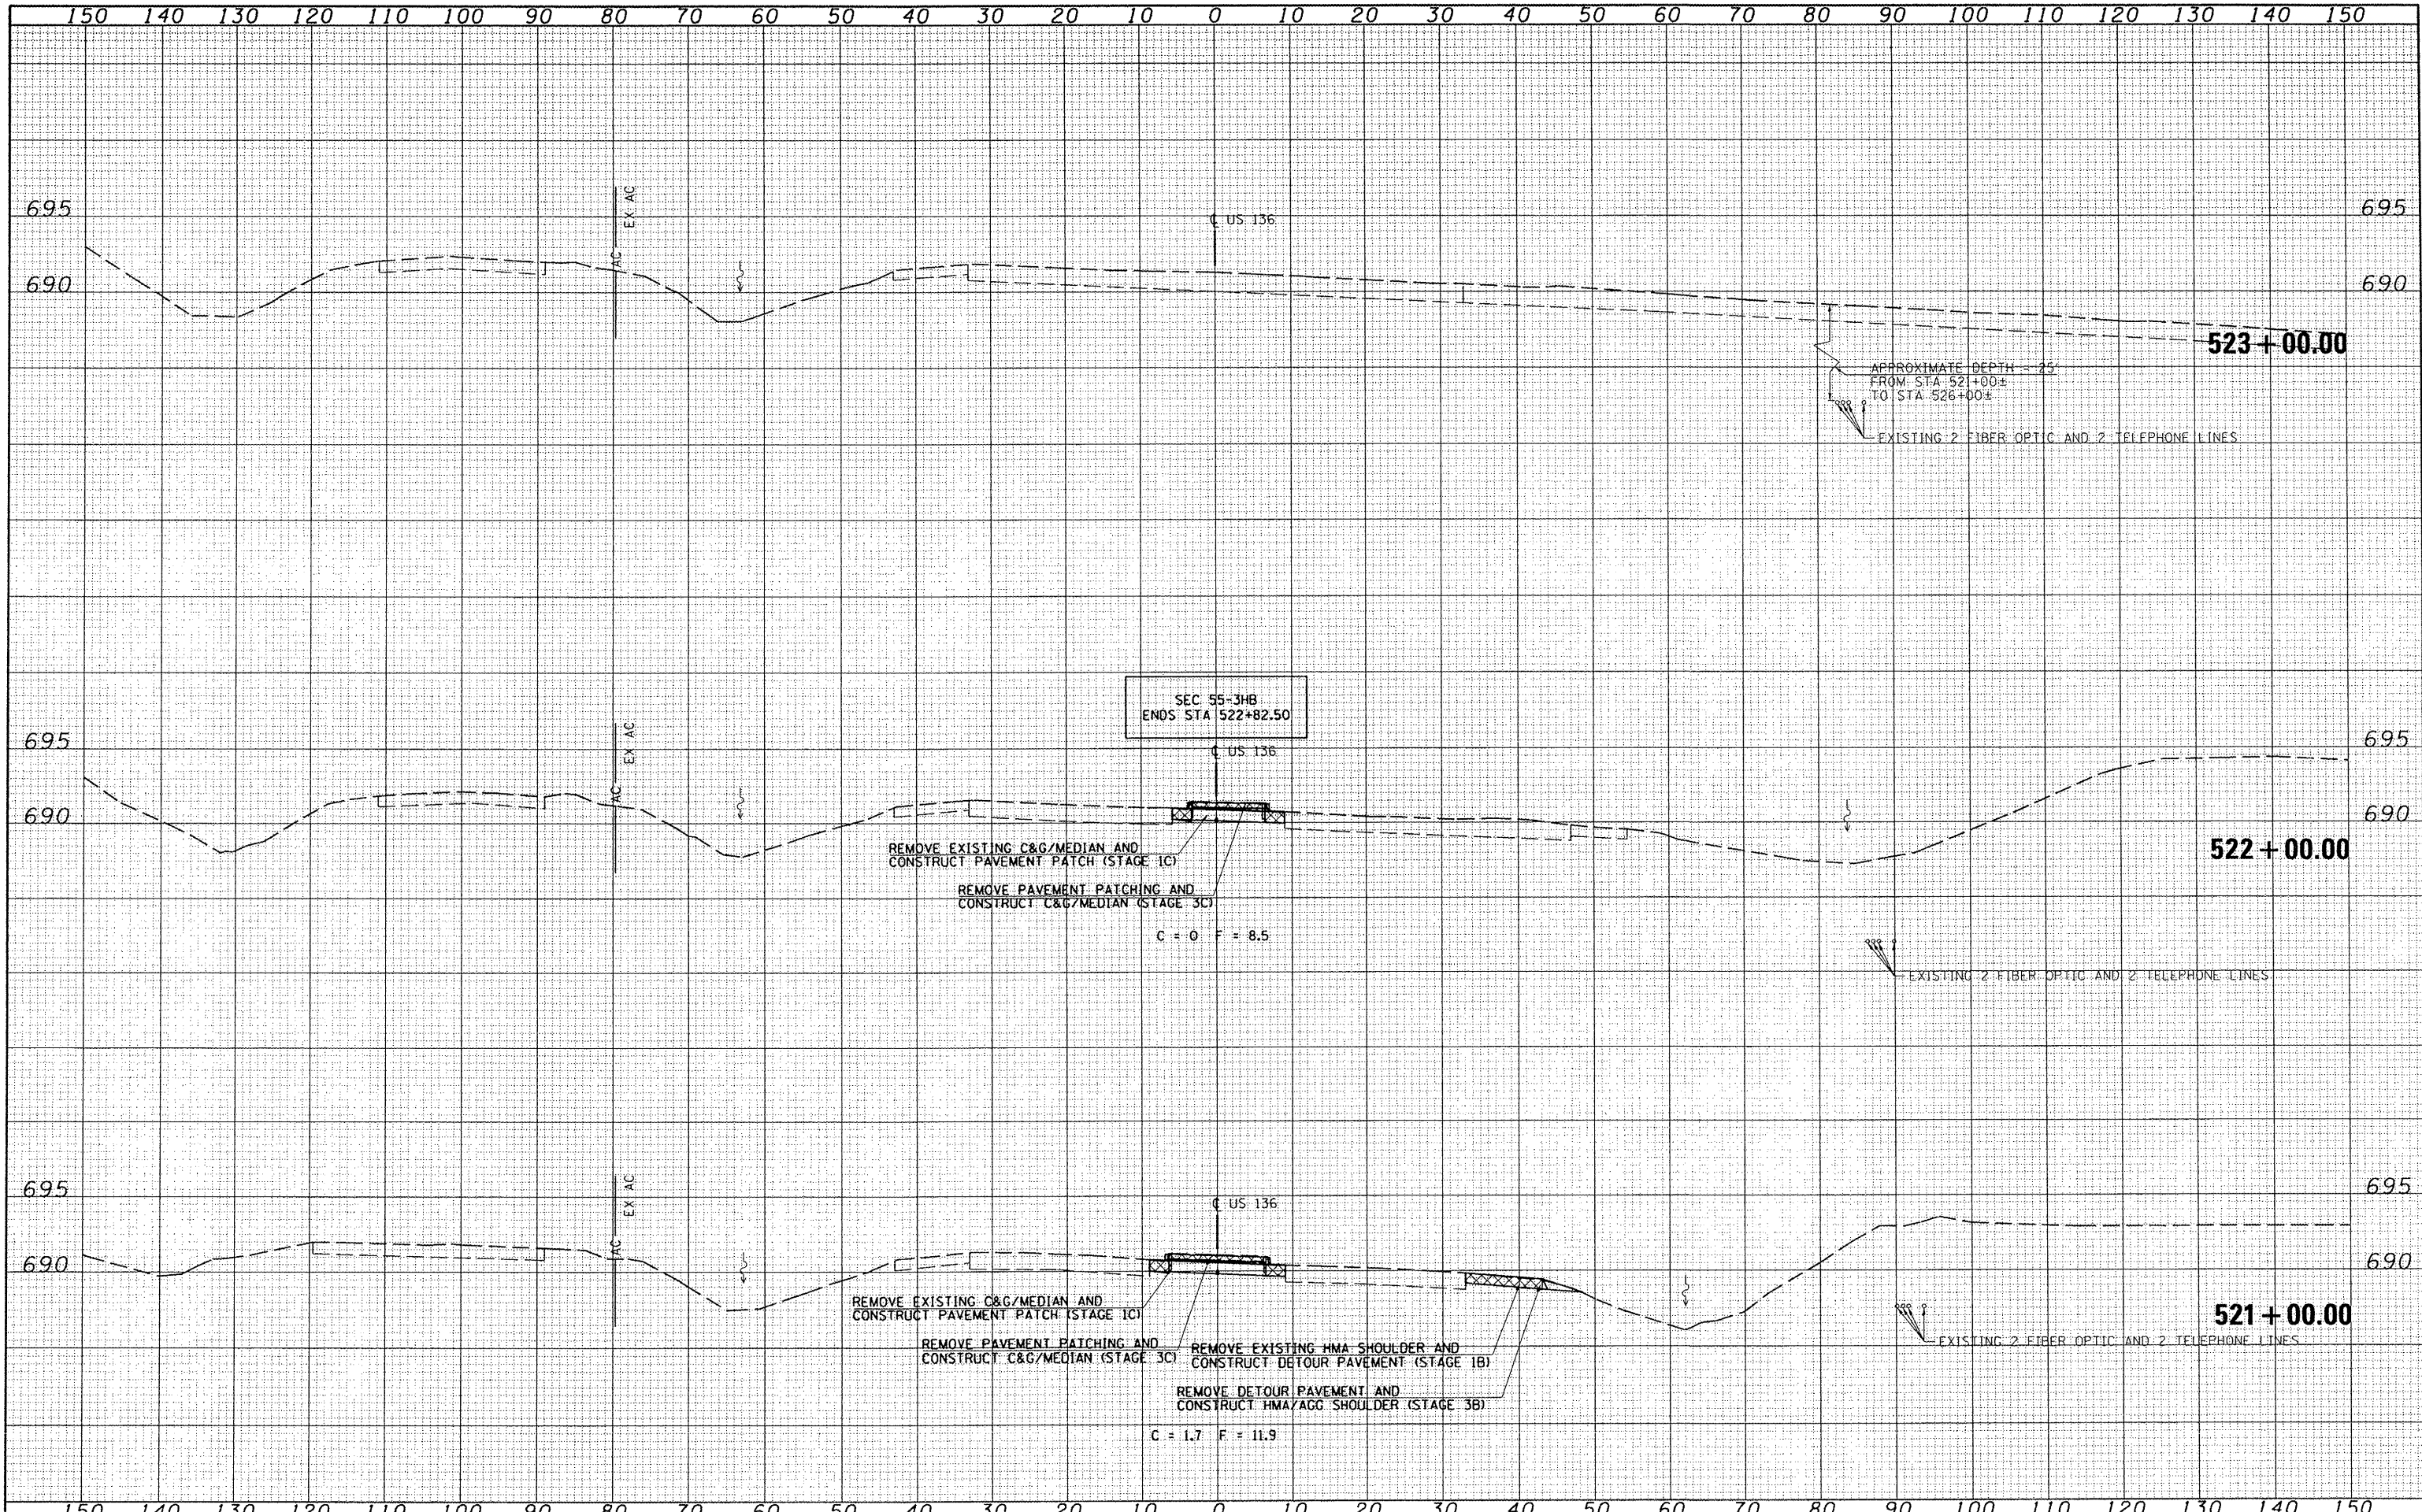 150 140 130 120 110 100 90 80 70 60 50 40 30 20 10 0 10 20 30 40 50 60 70 80 90 100 110 120 130 140 150
EX AC
AC
695
℄ US 136
695
690
690
523+00.00
APPROXIMATE DEPTH = 25'
FROM STA 521+00±
TO STA 526+00±
EXISTING 2 FIBER OPTIC AND 2 TELEPHONE LINES
SEC 55-3HB
ENDS STA 522+82.50
EX AC
AC
695
℄ US 136
695
690
690
522+00.00
REMOVE EXISTING C&G/MEDIAN AND
CONSTRUCT PAVEMENT PATCH (STAGE 1C)
REMOVE PAVEMENT PATCHING AND
CONSTRUCT C&G/MEDIAN (STAGE 3C)
C = 0 F = 8.5
EXISTING 2 FIBER OPTIC AND 2 TELEPHONE LINES
EX AC
AC
695
℄ US 136
695
690
690
521+00.00
REMOVE EXISTING C&G/MEDIAN AND
CONSTRUCT PAVEMENT PATCH (STAGE 1C)
EXISTING 2 FIBER OPTIC AND 2 TELEPHONE LINES
REMOVE PAVEMENT PATCHING AND
CONSTRUCT C&G/MEDIAN (STAGE 3C)
REMOVE EXISTING HMA SHOULDER AND
CONSTRUCT DETOUR PAVEMENT (STAGE 1B)
REMOVE DETOUR PAVEMENT AND
CONSTRUCT HMA/AGG SHOULDER (STAGE 3B)
C = 1.7 F = 11.9
150 140 130 120 110 100 90 80 70 60 50 40 30 20 10 0 10 20 30 40 50 60 70 80 90 100 110 120 130 140 150